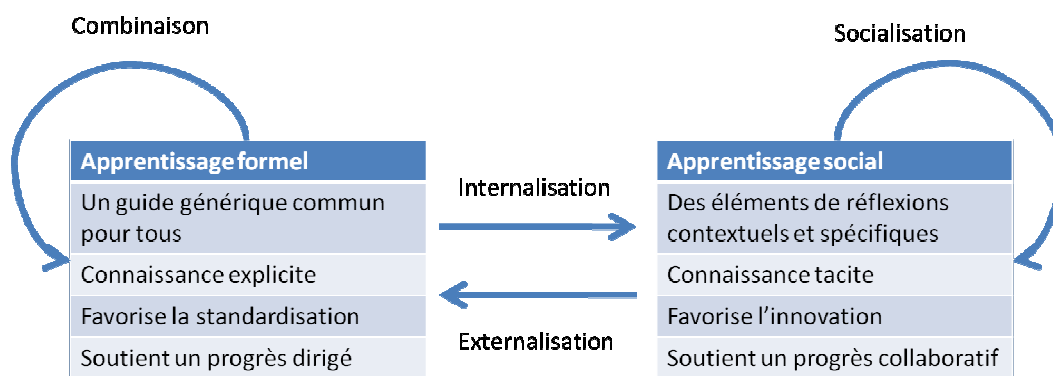 Combinaison
Socialisation
Apprentissage formel
Un guide générique commun
pour tous
Connaissance explicite
Favorise la standardisation
Soutient un progrès dirigé
Internalisation
Externalisation
Apprentissage social
Des éléments de réflexions
contextuels et spécifiques
Connaissance tacite
Favorise l'innovation
Soutient un progrès collaboratif